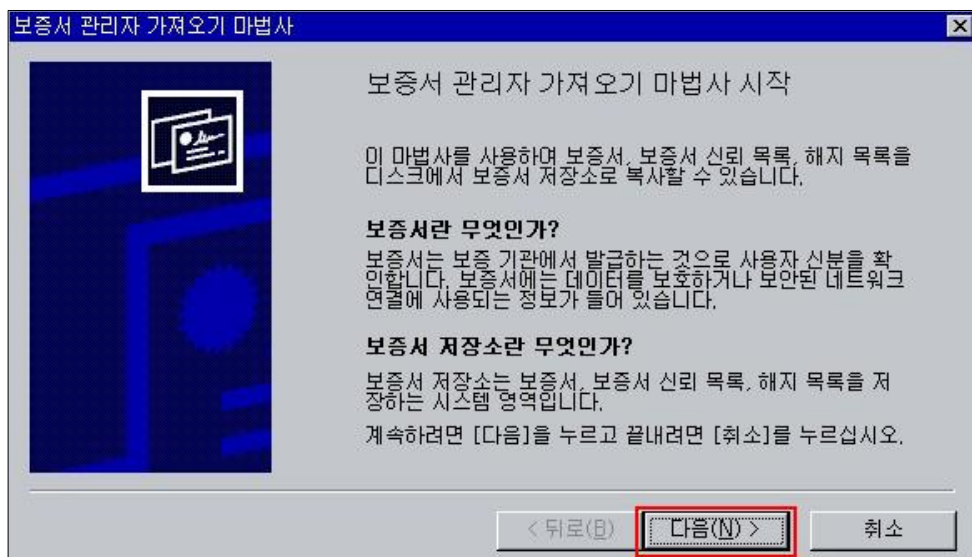 보증서 관리자 가져오기 마법사
보증서 관리자 가져오기 마법사 시작
이 마법사를 사용하여 보증서, 보증서 신뢰 목록, 해지 목록을
디스크에서 보증서 저장소로 복사할 수 있습니다.
보증서란 무엇인가?
보증서는 보증 기관에서 발급하는 것으로 사용자 신분을 확
인합니다. 보증서에는 데이터를 보호하거나 보안된 네트워크
연결에 사용되는 정보가 들어 있습니다.
보증서 저장소란 무엇인가?
보증서 저장소는 보증서, 보증서 신뢰 목록, 해지 목록을 저
장하는 시스템 영역입니다.
계속하려면 [다음]을 누르고 끝내려면 [취소]를 누르십시오.
< 뒤로(B) 다음(N) > 취소